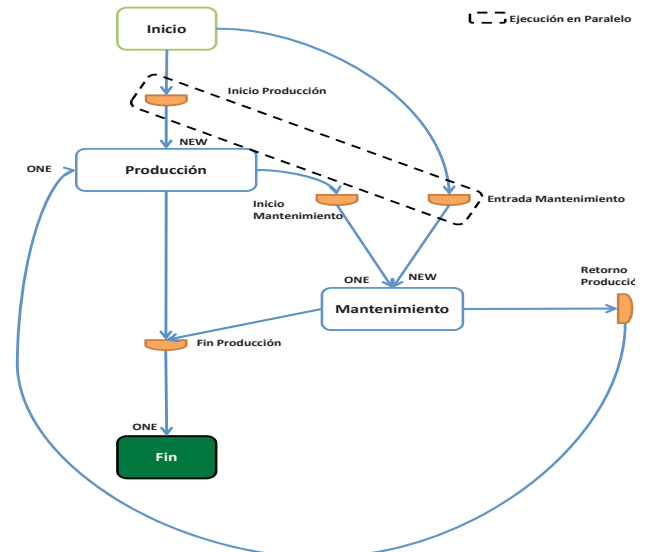 Inicio
Ejecución en Paralelo
Inicio Producción
NEW
ONE
Producción
Inicio
Mantenimiento
Entrada Mantenimiento
ONE
NEW
Retorno
Producción
Mantenimiento
Fin Producción
ONE
Fin